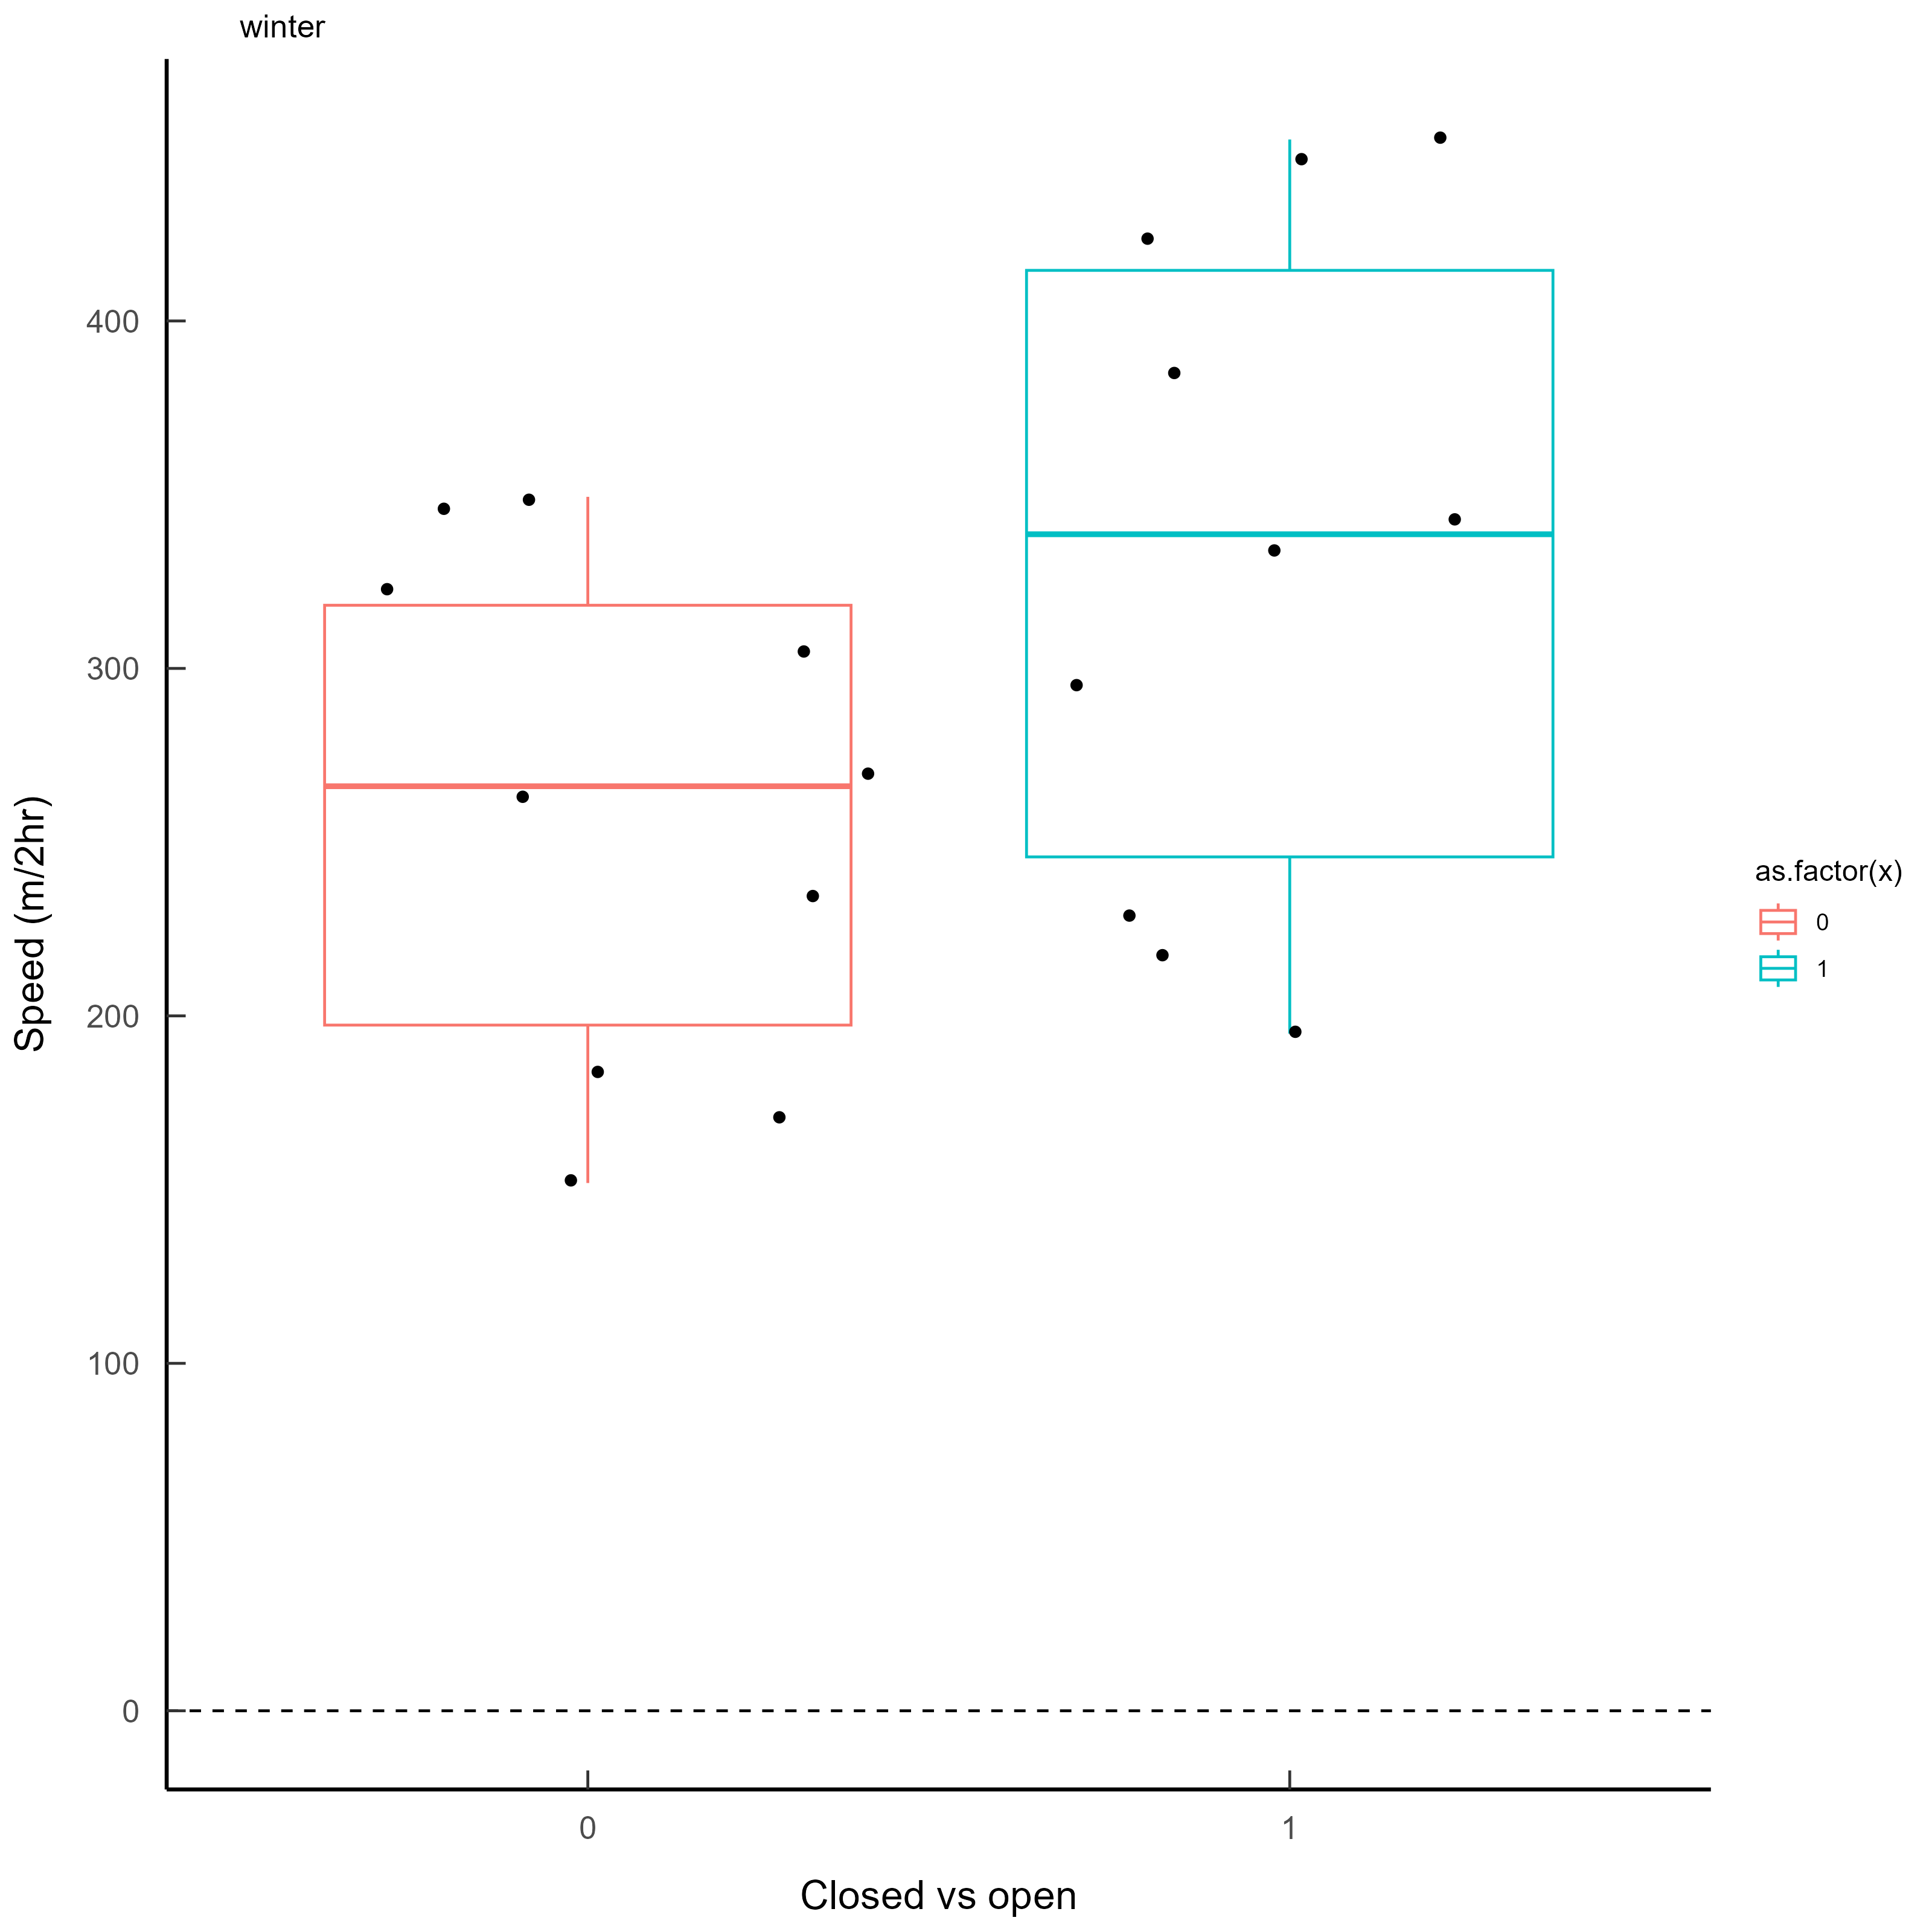 winter
Speed (m/2hr)
400
300
200
100
0
0
1
Closed vs open
as.factor(x)
0
1